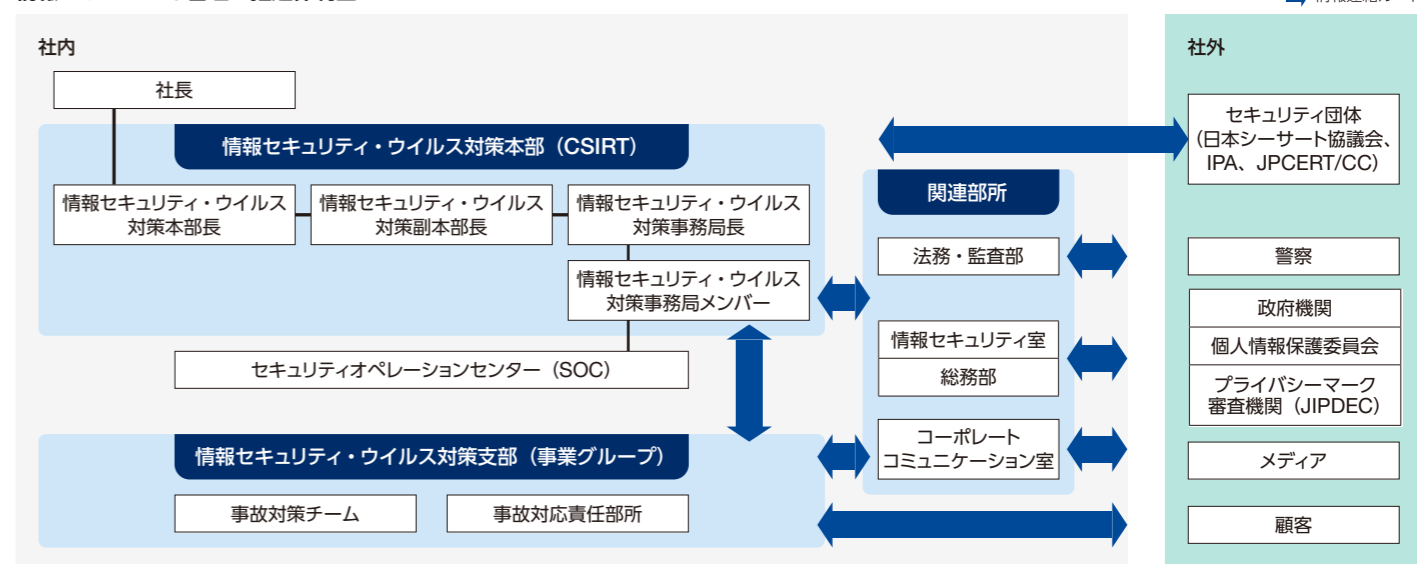 社内
社外
社長
情報セキュリティ・ウイルス対策本部（CSIRT）
情報セキュリティ・ウイルス
対策本部長
情報セキュリティ・ウイルス
対策副本部長
情報セキュリティ・ウイルス
対策事務局長
情報セキュリティ・ウイルス
対策事務局メンバー
セキュリティオペレーションセンター（SOC）
情報セキュリティ・ウイルス対策支部（事業グループ）
事故対策チーム
事故対応責任部所
関連部所
法務・監査部
情報セキュリティ室
総務部
コーポレート
コミュニケーション室
セキュリティ団体
（日本シーサート協議会、
IPA、JPCERT/CC）
警察
政府機関
個人情報保護委員会
プライバシーマーク
審査機関（JIPDEC）
メディア
顧客